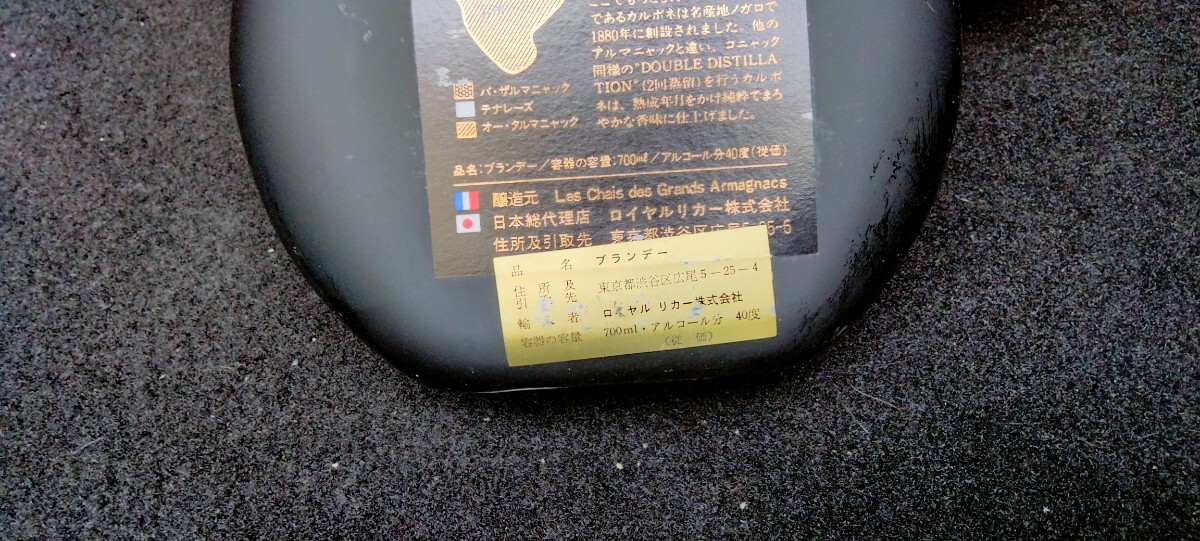 であるカルボネは名産地ノガロで
1880年に創設されました。他の
アルマニャックと違い、コニャック
同様の"DOUBLE DISTILLA
TION"(2回蒸留)を行うカルボ
ネは、熟成年月をかけ純粋でまろ
やかな香味に仕上げました。
バ・ザルマニャック
テナレーズ
オー・タルマニャック
品名:ブランデー/容器の容量:700ml/アルコール分40度(従価)
醸造元 Les Chais des Grands Armagnacs
日本総代理店 ロイヤルリカー株式会社
住所及引取先 東京都渋谷区広尾5-25-6
品名 ブランデー
住所及引取先 東京都渋谷区広尾5-25-4
輸入者 ロイヤル リカー株式会社
容器の容量 700ml・アルコール分 40度
(従価)